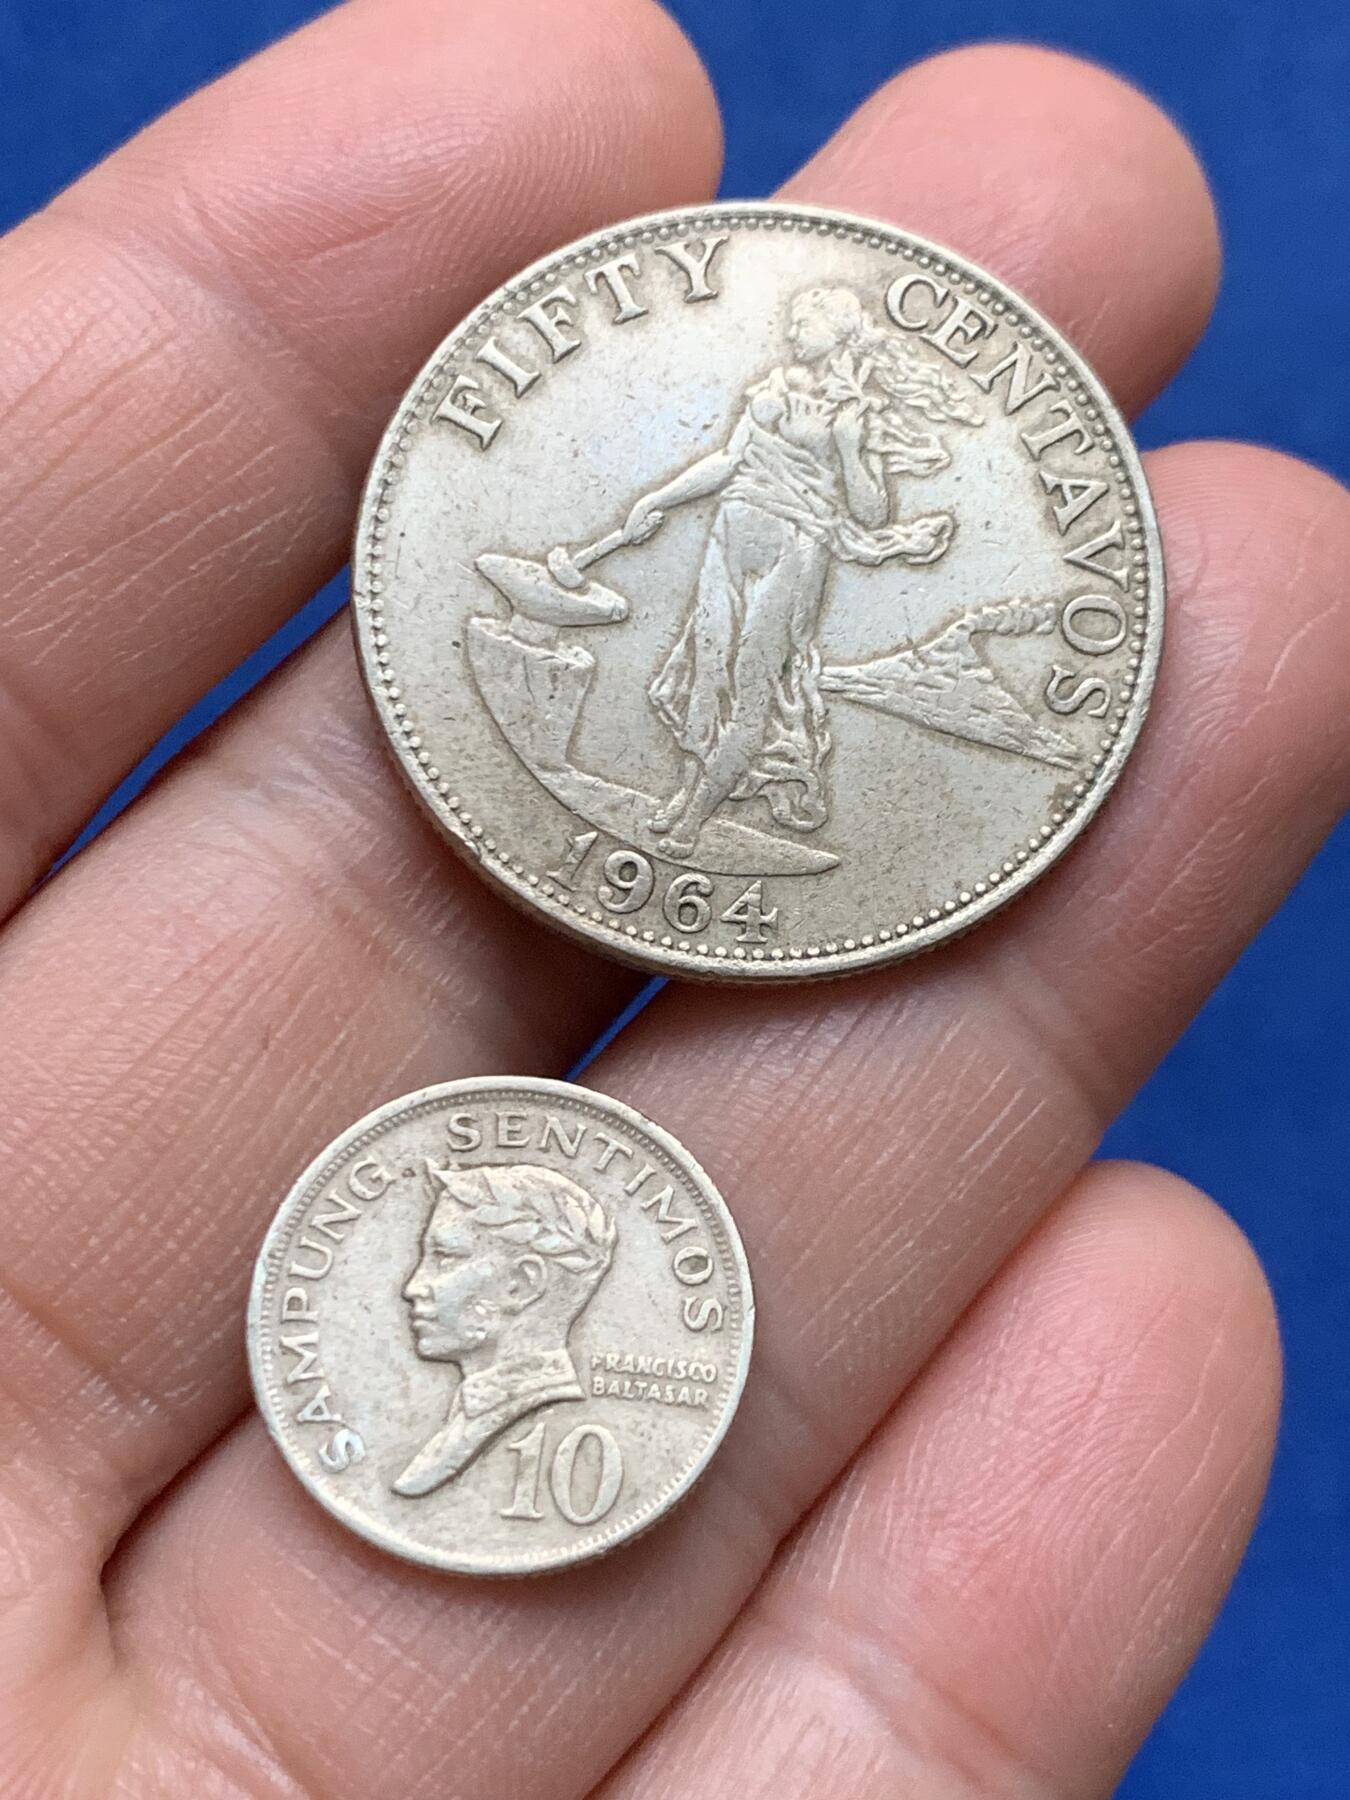 FIFTY CENTAVOS
1964
SAMPUNG SENTIMOS
FRANCISCO
BALTASAR
10